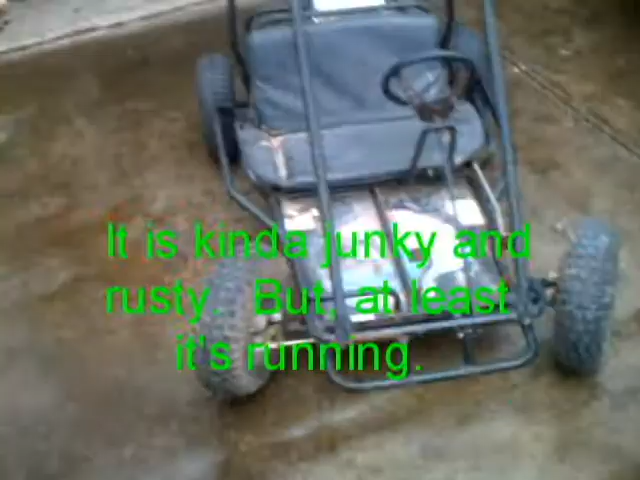 It is kinda junky and
rusty.  But, at least
it's running.